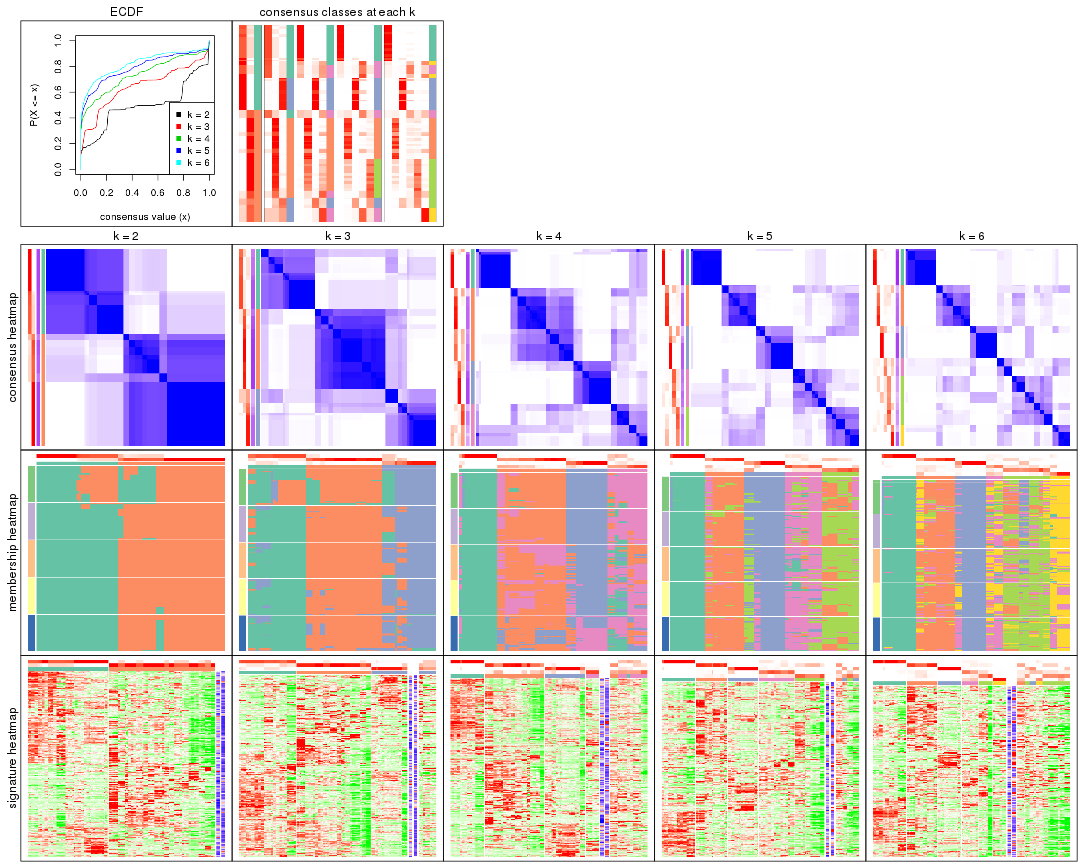 ECDF
consensus classes at each k
P(X <= x)
0.0 0.2 0.4 0.6 0.8 1.0
k = 2
k = 3
k = 4
k = 5
k = 6
0.0 0.2 0.4 0.6 0.8 1.0
consensus value (x)
k = 2
k = 3
k = 4
k = 5
k = 6
consensus heatmap
membership heatmap
signature heatmap